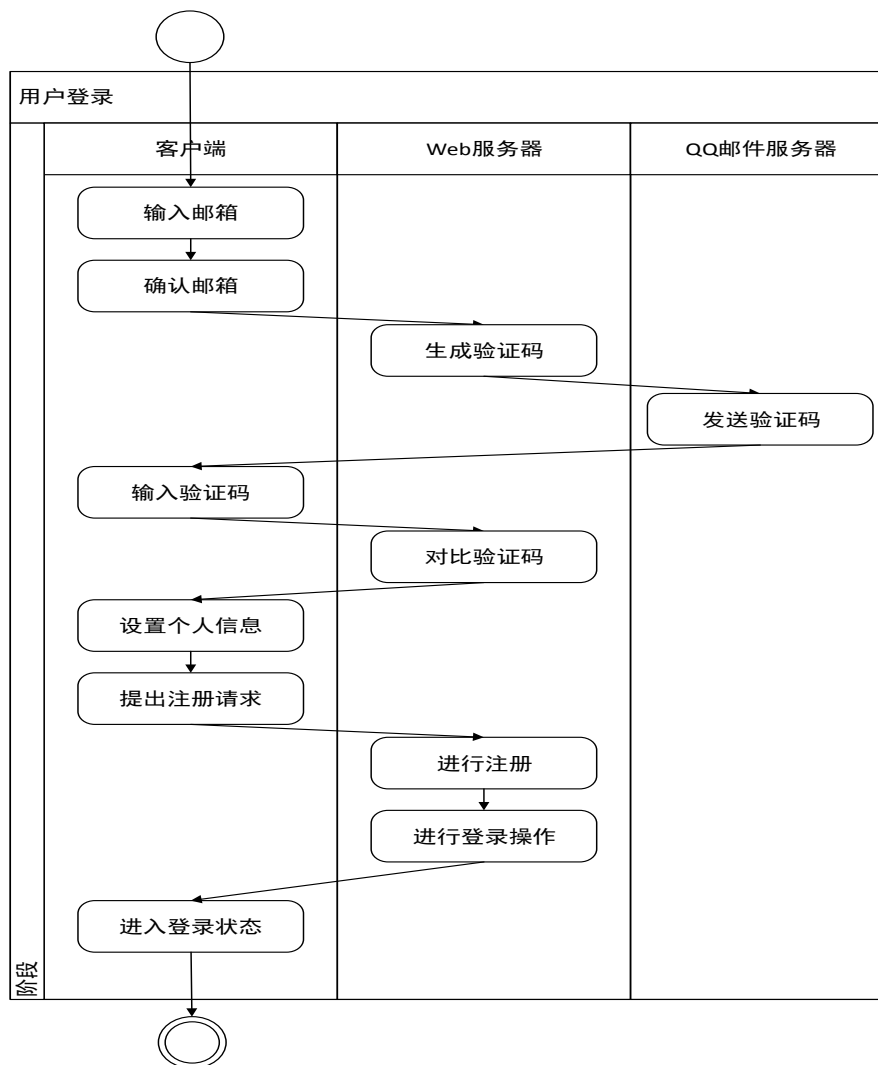 用户登录
客户端
Web服务器
QQ邮件服务器
输入邮箱
确认邮箱
生成验证码
发送验证码
输入验证码
对比验证码
设置个人信息
提出注册请求
进行注册
进行登录操作
进入登录状态
阶段